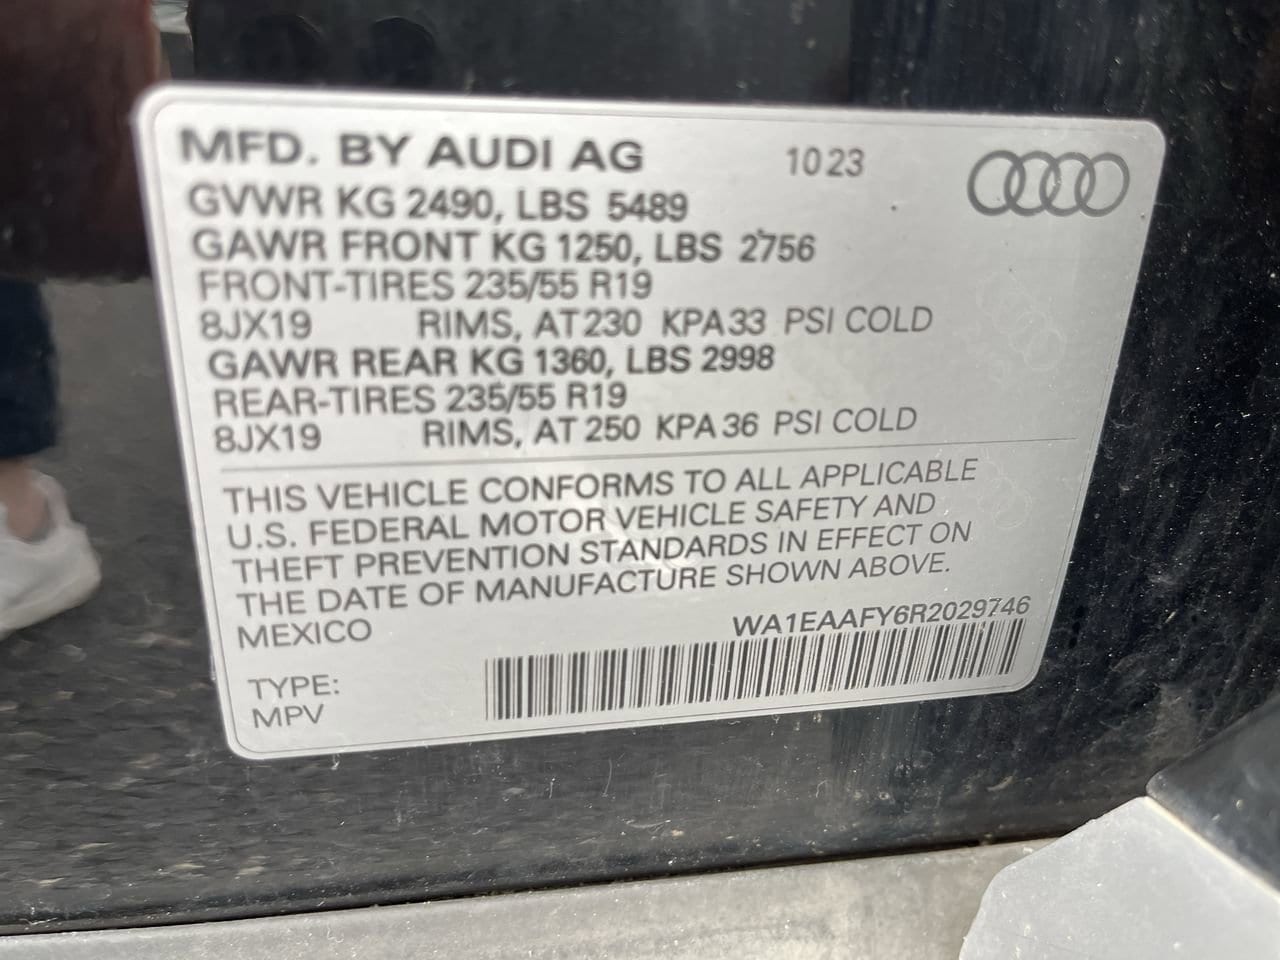 MFD. BY AUDI AG 10 23
GVWR KG 2490, LBS 5489
GAWR FRONT KG 1250, LBS 2756
FRONT-TIRES 235/55 R19
8JX19 RIMS, AT 230 KPA 33 PSI COLD
GAWR REAR KG 1360, LBS 2998
REAR-TIRES 235/55 R19
8JX19 RIMS, AT 250 KPA 36 PSI COLD
THIS VEHICLE CONFORMS TO ALL APPLICABLE
U.S. FEDERAL MOTOR VEHICLE SAFETY AND
THEFT PREVENTION STANDARDS IN EFFECT ON
THE DATE OF MANUFACTURE SHOWN ABOVE.
MEXICO WA1EAAFY6R2029746
TYPE:
MPV